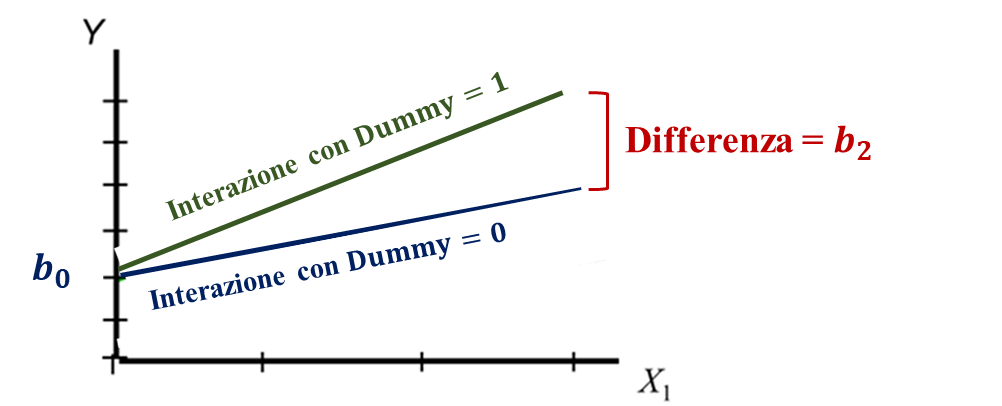 Y
Interazione con Dummy = 1
Differenza = b₂
b₀
Interazione con Dummy = 0
X₁